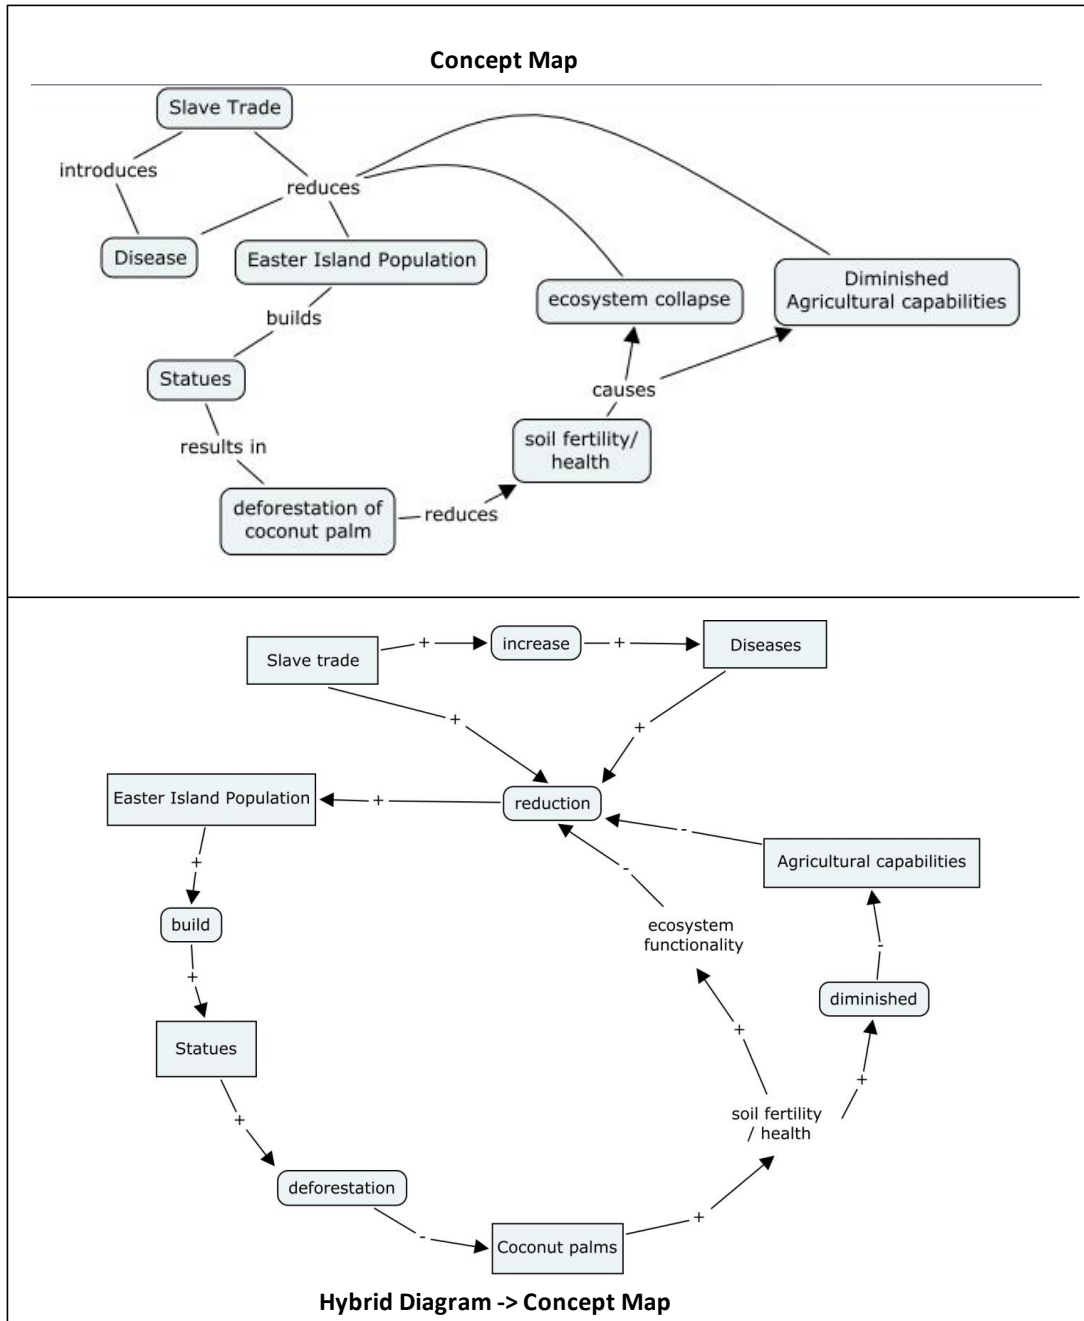 Concept Map
Slave Trade
introduces
reduces
Disease
Easter Island Population
ecosystem collapse
Diminished
Agricultural capabilities
builds
Statues
causes
results in
soil fertility/
health
deforestation of
coconut palm
reduces
Slave trade
+
increase
+
Diseases
+
+
Easter Island Population
+
reduction
-
Agricultural capabilities
+
-
build
ecosystem
functionality
-
+
diminished
Statues
+
+
+
soil fertility
/ health
deforestation
-
Coconut palms
+
Hybrid Diagram -> Concept Map